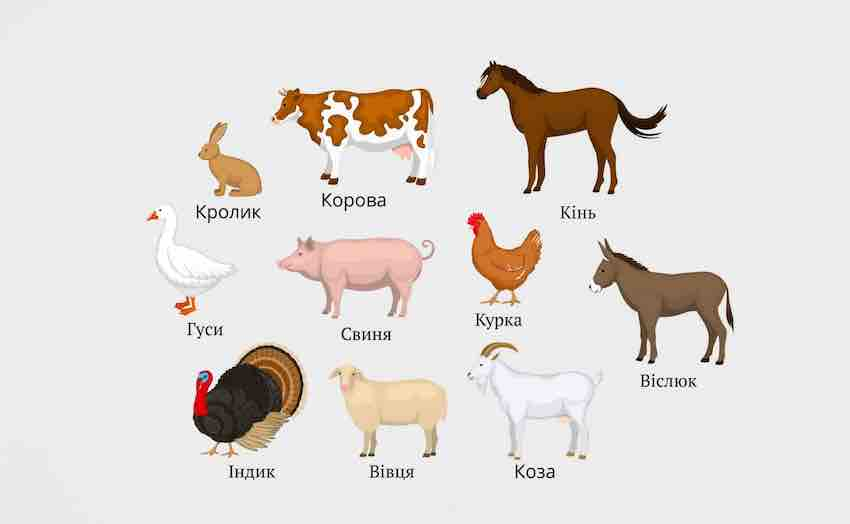 Кролик
Корова
Кінь
Гуси
Свиня
Курка
Віслюк
Індик
Вівця
Коза